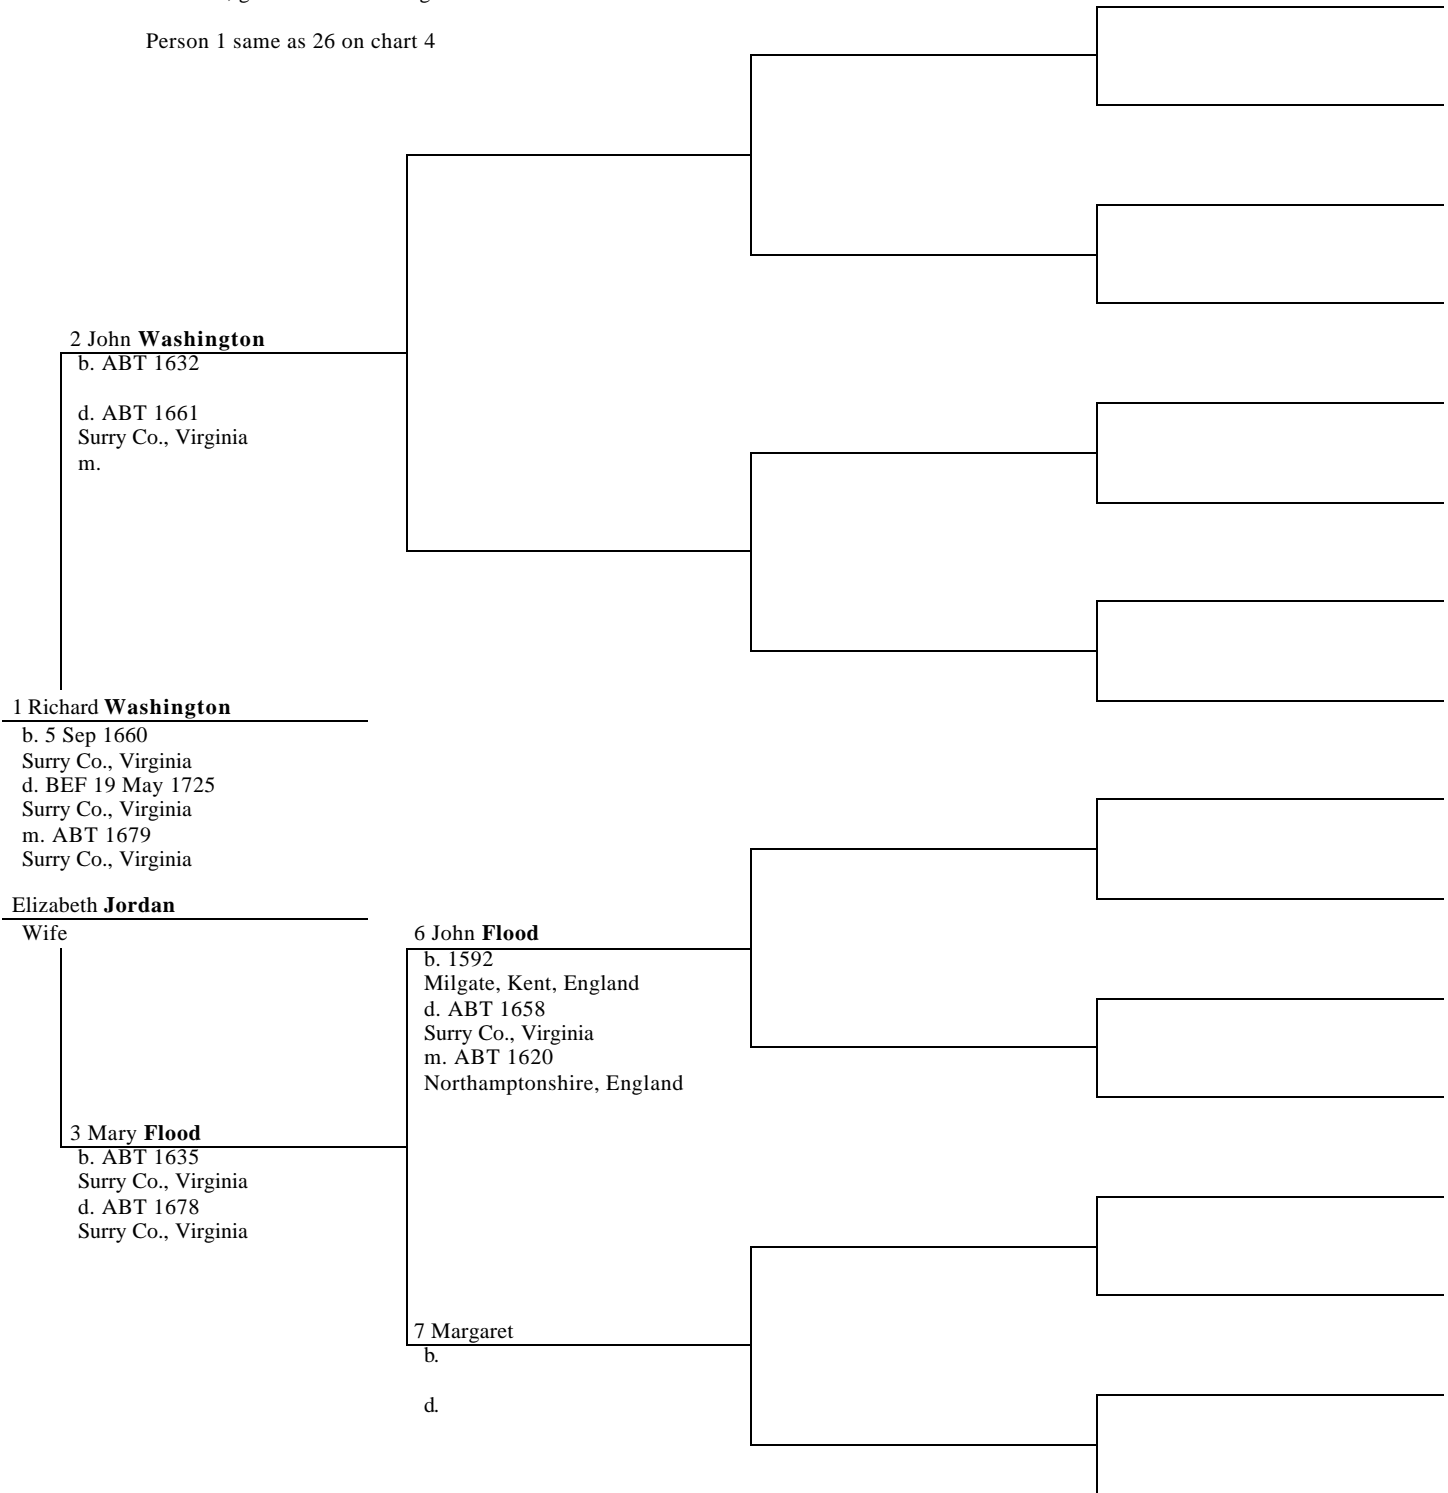 Person 1 same as 26 on chart 4
2 John Washington
b. ABT 1632
d. ABT 1661
Surry Co., Virginia
m.
1 Richard Washington
b. 5 Sep 1660
Surry Co., Virginia
d. BEF 19 May 1725
Surry Co., Virginia
m. ABT 1679
Surry Co., Virginia
Elizabeth Jordan
Wife
6 John Flood
b. 1592
Milgate, Kent, England
d. ABT 1658
Surry Co., Virginia
m. ABT 1620
Northamptonshire, England
3 Mary Flood
b. ABT 1635
Surry Co., Virginia
d. ABT 1678
Surry Co., Virginia
7 Margaret
b.
d.